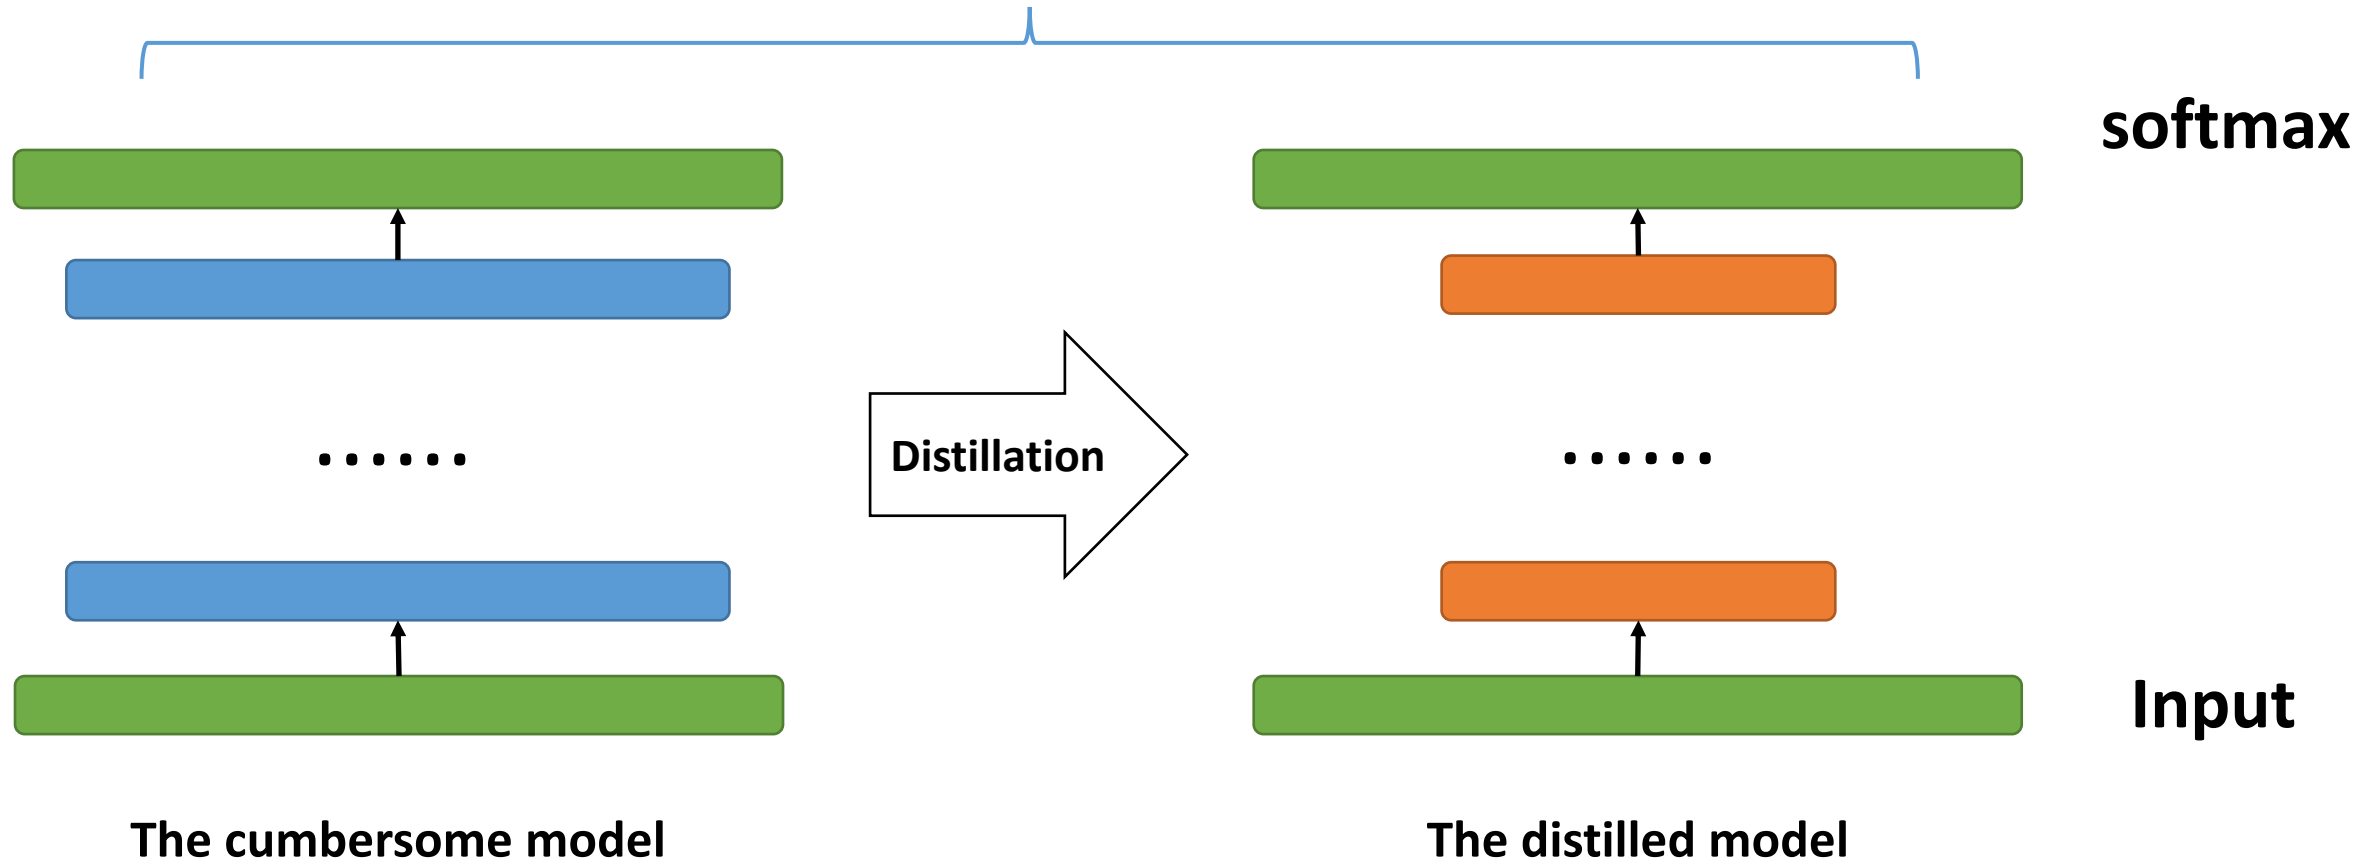 softmax
......
Distillation
......
Input
The cumbersome model
The distilled model